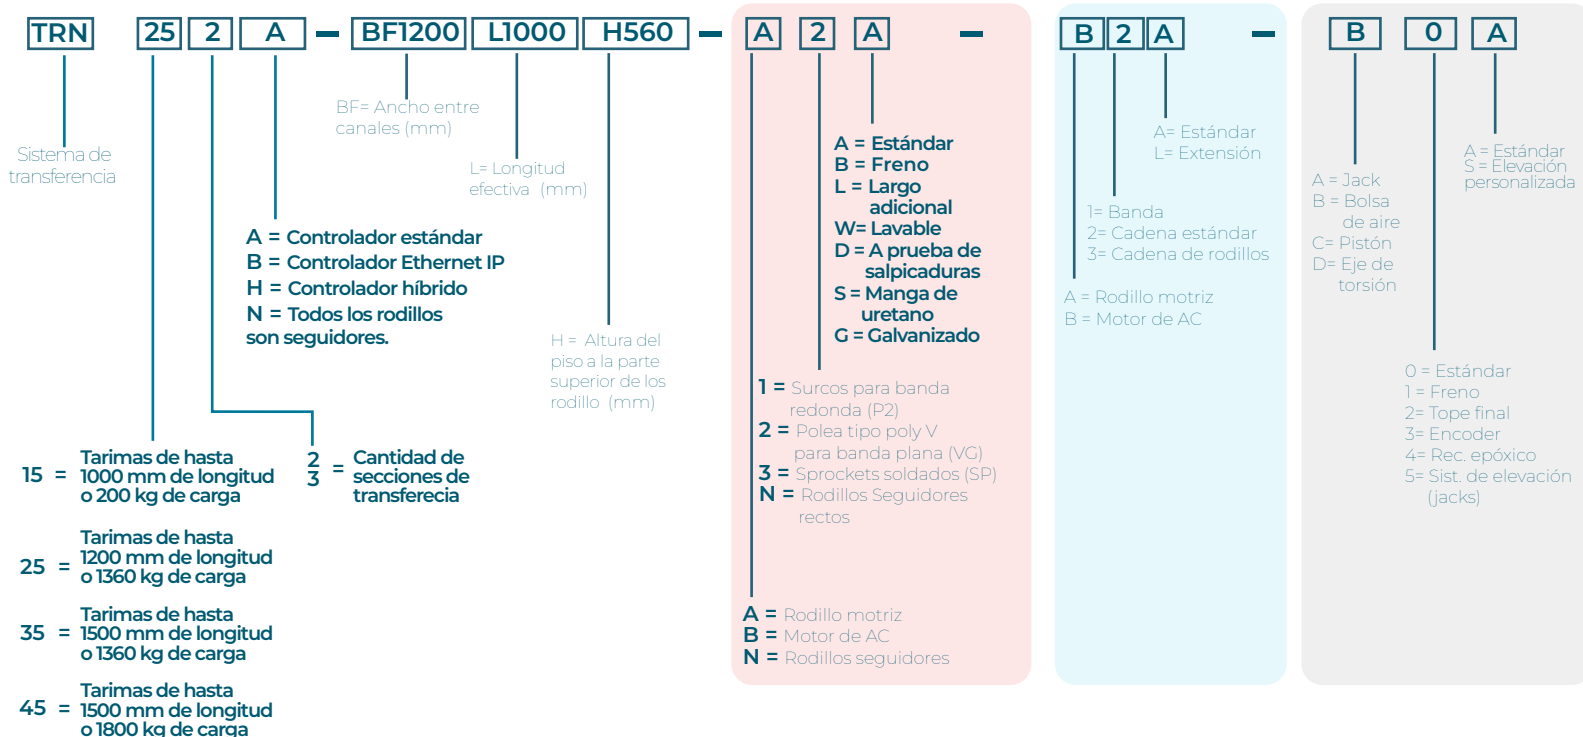 TRN 25 2 A – BF1200 L1000 H560 – A 2 A – B 2 A – B 0 A
Sistema de
transferencia
BF= Ancho entre
canales (mm)
L= Longitud
efectiva (mm)
A = Controlador estándar
B = Controlador Ethernet IP
H = Controlador híbrido
N = Todos los rodillos
son seguidores.
H = Altura del
piso a la parte
superior de los
rodillo (mm)
15 = Tarimas de hasta
1000 mm de longitud
o 200 kg de carga
25 = Tarimas de hasta
1200 mm de longitud
o 1360 kg de carga
35 = Tarimas de hasta
1500 mm de longitud
o 1360 kg de carga
45 = Tarimas de hasta
1500 mm de longitud
o 1800 kg de carga
2
3 = Cantidad de
secciones de
transferecia
A = Estándar
B = Freno
L = Largo
adicional
W= Lavable
D = A prueba de
salpicaduras
S = Manga de
uretano
G = Galvanizado
1 = Surcos para banda
redonda (P2)
2 = Polea tipo poly V
para banda plana (VG)
3 = Sprockets soldados (SP)
N = Rodillos Seguidores
rectos
A = Rodillo motriz
B = Motor de AC
N = Rodillos seguidores
A= Estándar
L= Extensión
1= Banda
2= Cadena estándar
3= Cadena de rodillos
A = Rodillo motriz
B = Motor de AC
A = Jack
B = Bolsa
de aire
C= Pistón
D= Eje de
torsión
A = Estándar
S = Elevación
personalizada
0 = Estándar
1 = Freno
2= Tope final
3= Encoder
4= Rec. epóxico
5= Sist. de elevación
(jacks)